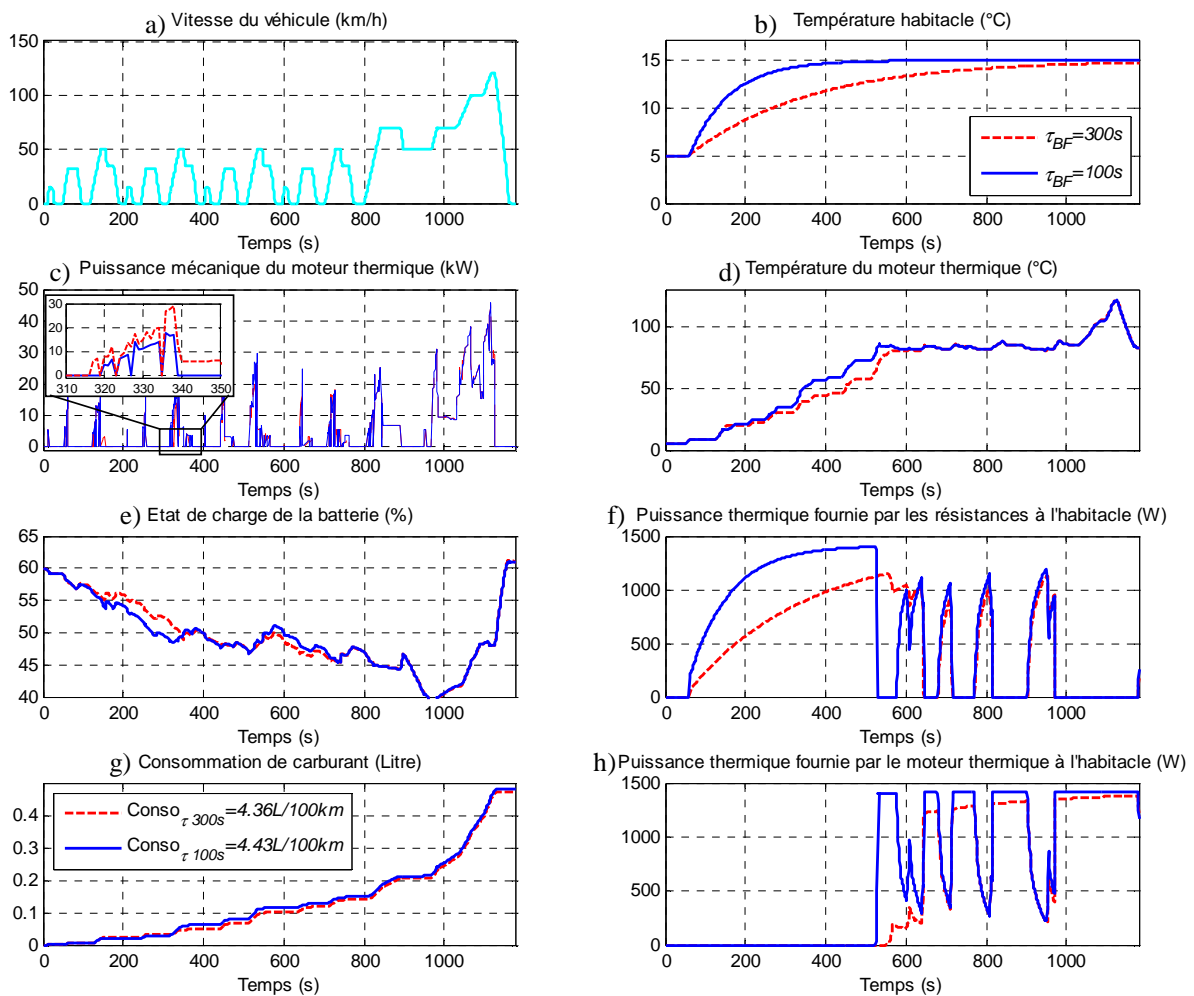 a) Vitesse du véhicule (km/h)
150
100
50
0
0 200 400 600 800 1000
Temps (s)
b) Température habitacle (°C)
15
10
5
0
τBF=300s
τBF=100s
0 200 400 600 800 1000
Temps (s)
c) Puissance mécanique du moteur thermique (kW)
50
40
30
20
10
0
30
20
10
0
310 320 330 340 350
0 200 400 600 800 1000
Temps (s)
d) Température du moteur thermique (°C)
100
50
0
0 200 400 600 800 1000
Temps (s)
e) Etat de charge de la batterie (%)
65
60
55
50
45
40
0 200 400 600 800 1000
Temps (s)
f) Puissance thermique fournie par les résistances à l'habitacle (W)
1500
1000
500
0
0 200 400 600 800 1000
Temps (s)
g) Consommation de carburant (Litre)
0.4
0.3
0.2
0.1
0
Conso τ 300s=4.36L/100km
Conso τ 100s=4.43L/100km
0 200 400 600 800 1000
Temps (s)
h) Puissance thermique fournie par le moteur thermique à l'habitacle (W)
1500
1000
500
0
0 200 400 600 800 1000
Temps (s)